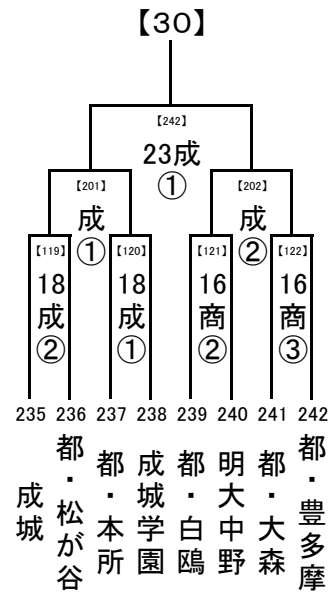 【30】
【242】
23成
①
【201】
成
①
【202】
成
②
【119】
18
成
②
【120】
18
成
①
【121】
16
商
②
【122】
16
商
③
235
236
237
238
239
240
241
242
成城
都・松が谷
都・本所
成城学園
都・白鴎
明大中野
都・大森
都・豊多摩